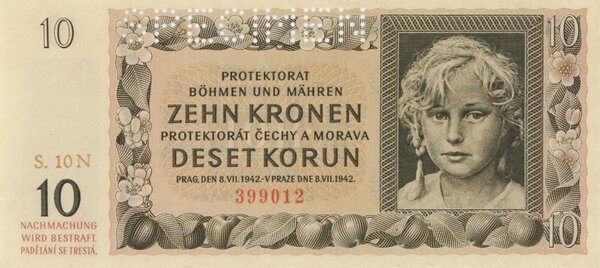 10
SPECIMEN
10
PROTEKTORAT
BÖHMEN UND MÄHREN
ZEHN KRONEN
PROTEKTORÁT ČECHY A MORAVA
DESET KORUN
PRAG, DEN 8. VII. 1942. - V PRAZE DNE 8. VII. 1942.
399012
S. 10 N
10
NACHMACHUNG
WIRD BESTRAFT.
PADĚLÁNÍ SE TRESTÁ.
10